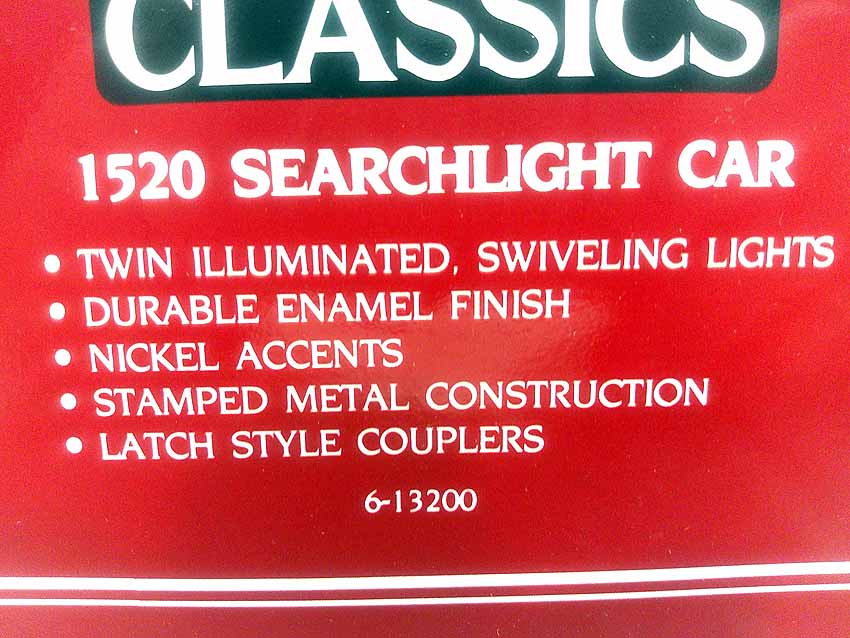 CLASSICS
1520 SEARCHLIGHT CAR
• TWIN ILLUMINATED, SWIVELING LIGHTS
• DURABLE ENAMEL FINISH
• NICKEL ACCENTS
• STAMPED METAL CONSTRUCTION
• LATCH STYLE COUPLERS
6-13200